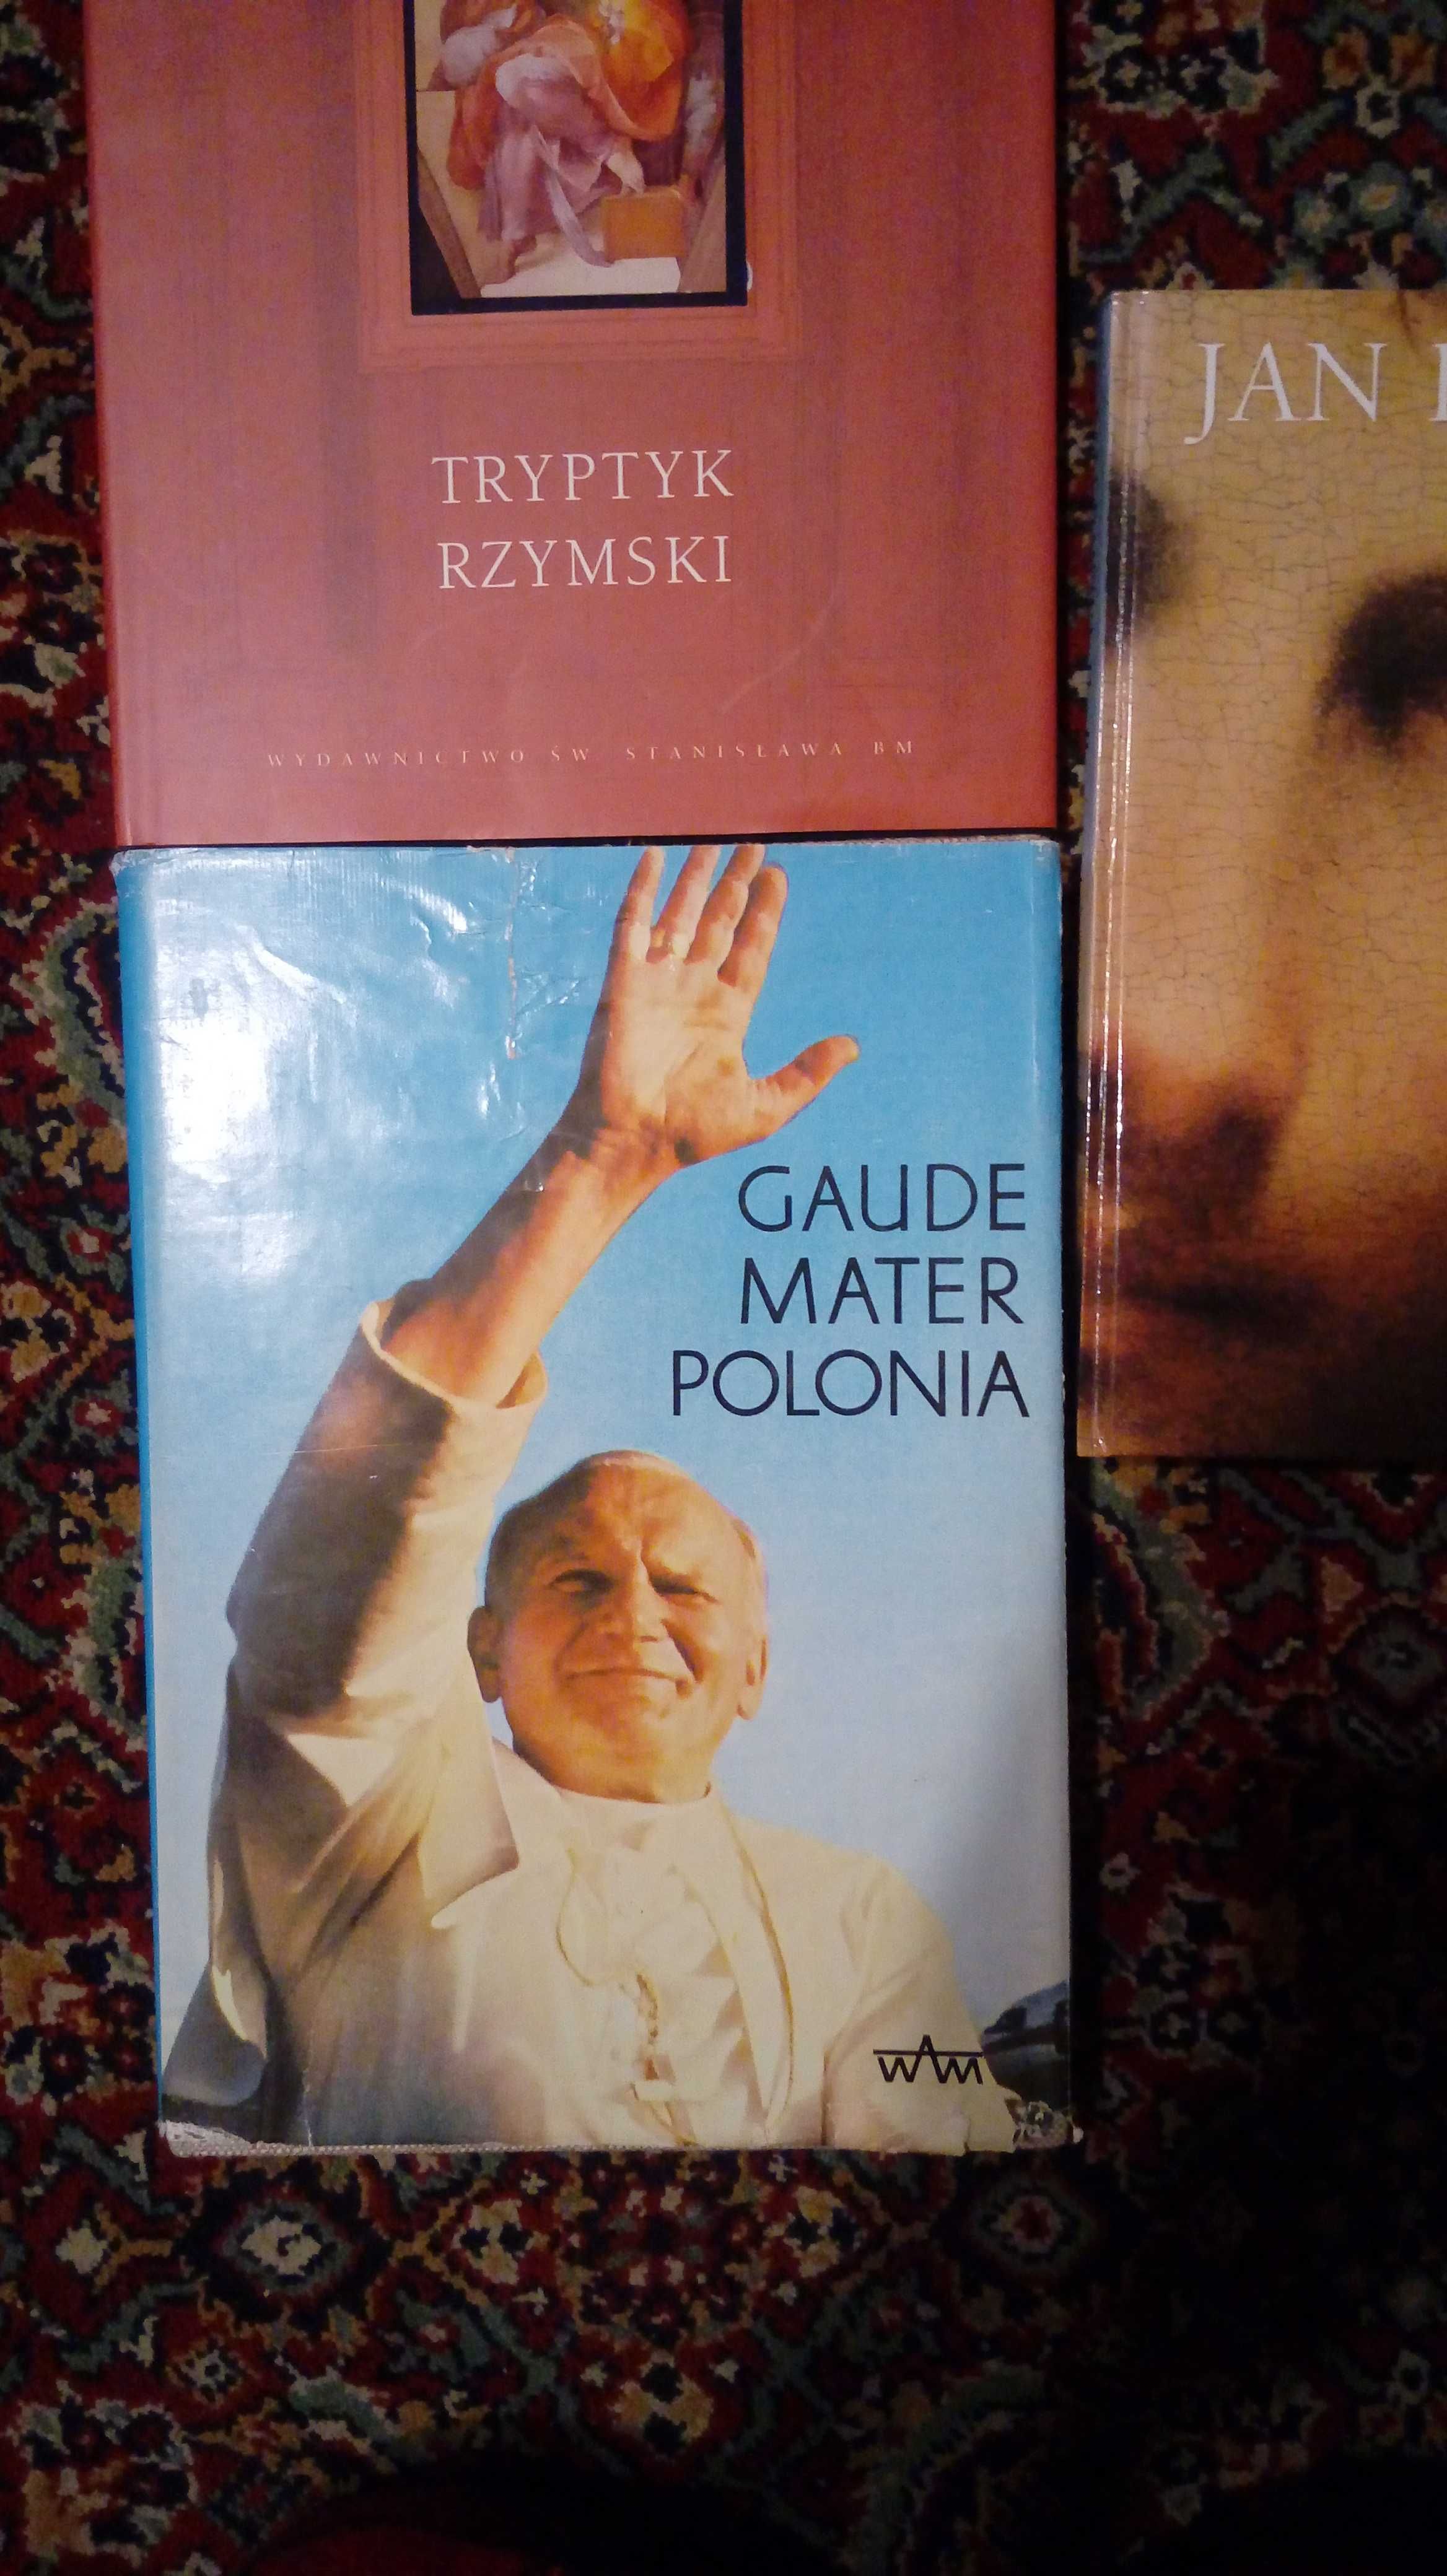 TRYPTYK
RZYMSKI
WYDAWNICTWO ŚW STANISŁAWA BM
JAN
GAUDE
MATER
POLONIA
WAM